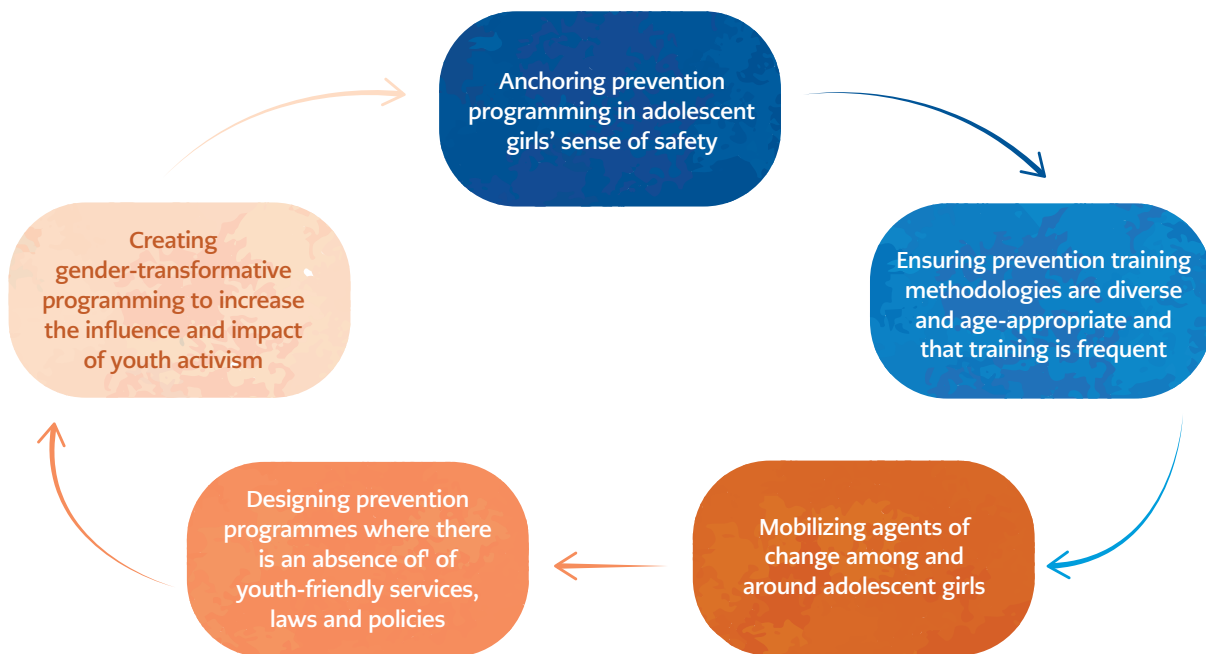 Anchoring prevention
programming in adolescent
girls’ sense of safety
Ensuring prevention training
methodologies are diverse
and age-appropriate and
that training is frequent
Mobilizing agents of
change among and
around adolescent girls
Designing prevention
programmes where there
is an absence of' of
youth-friendly services,
laws and policies
Creating
gender-transformative
programming to increase
the influence and impact
of youth activism